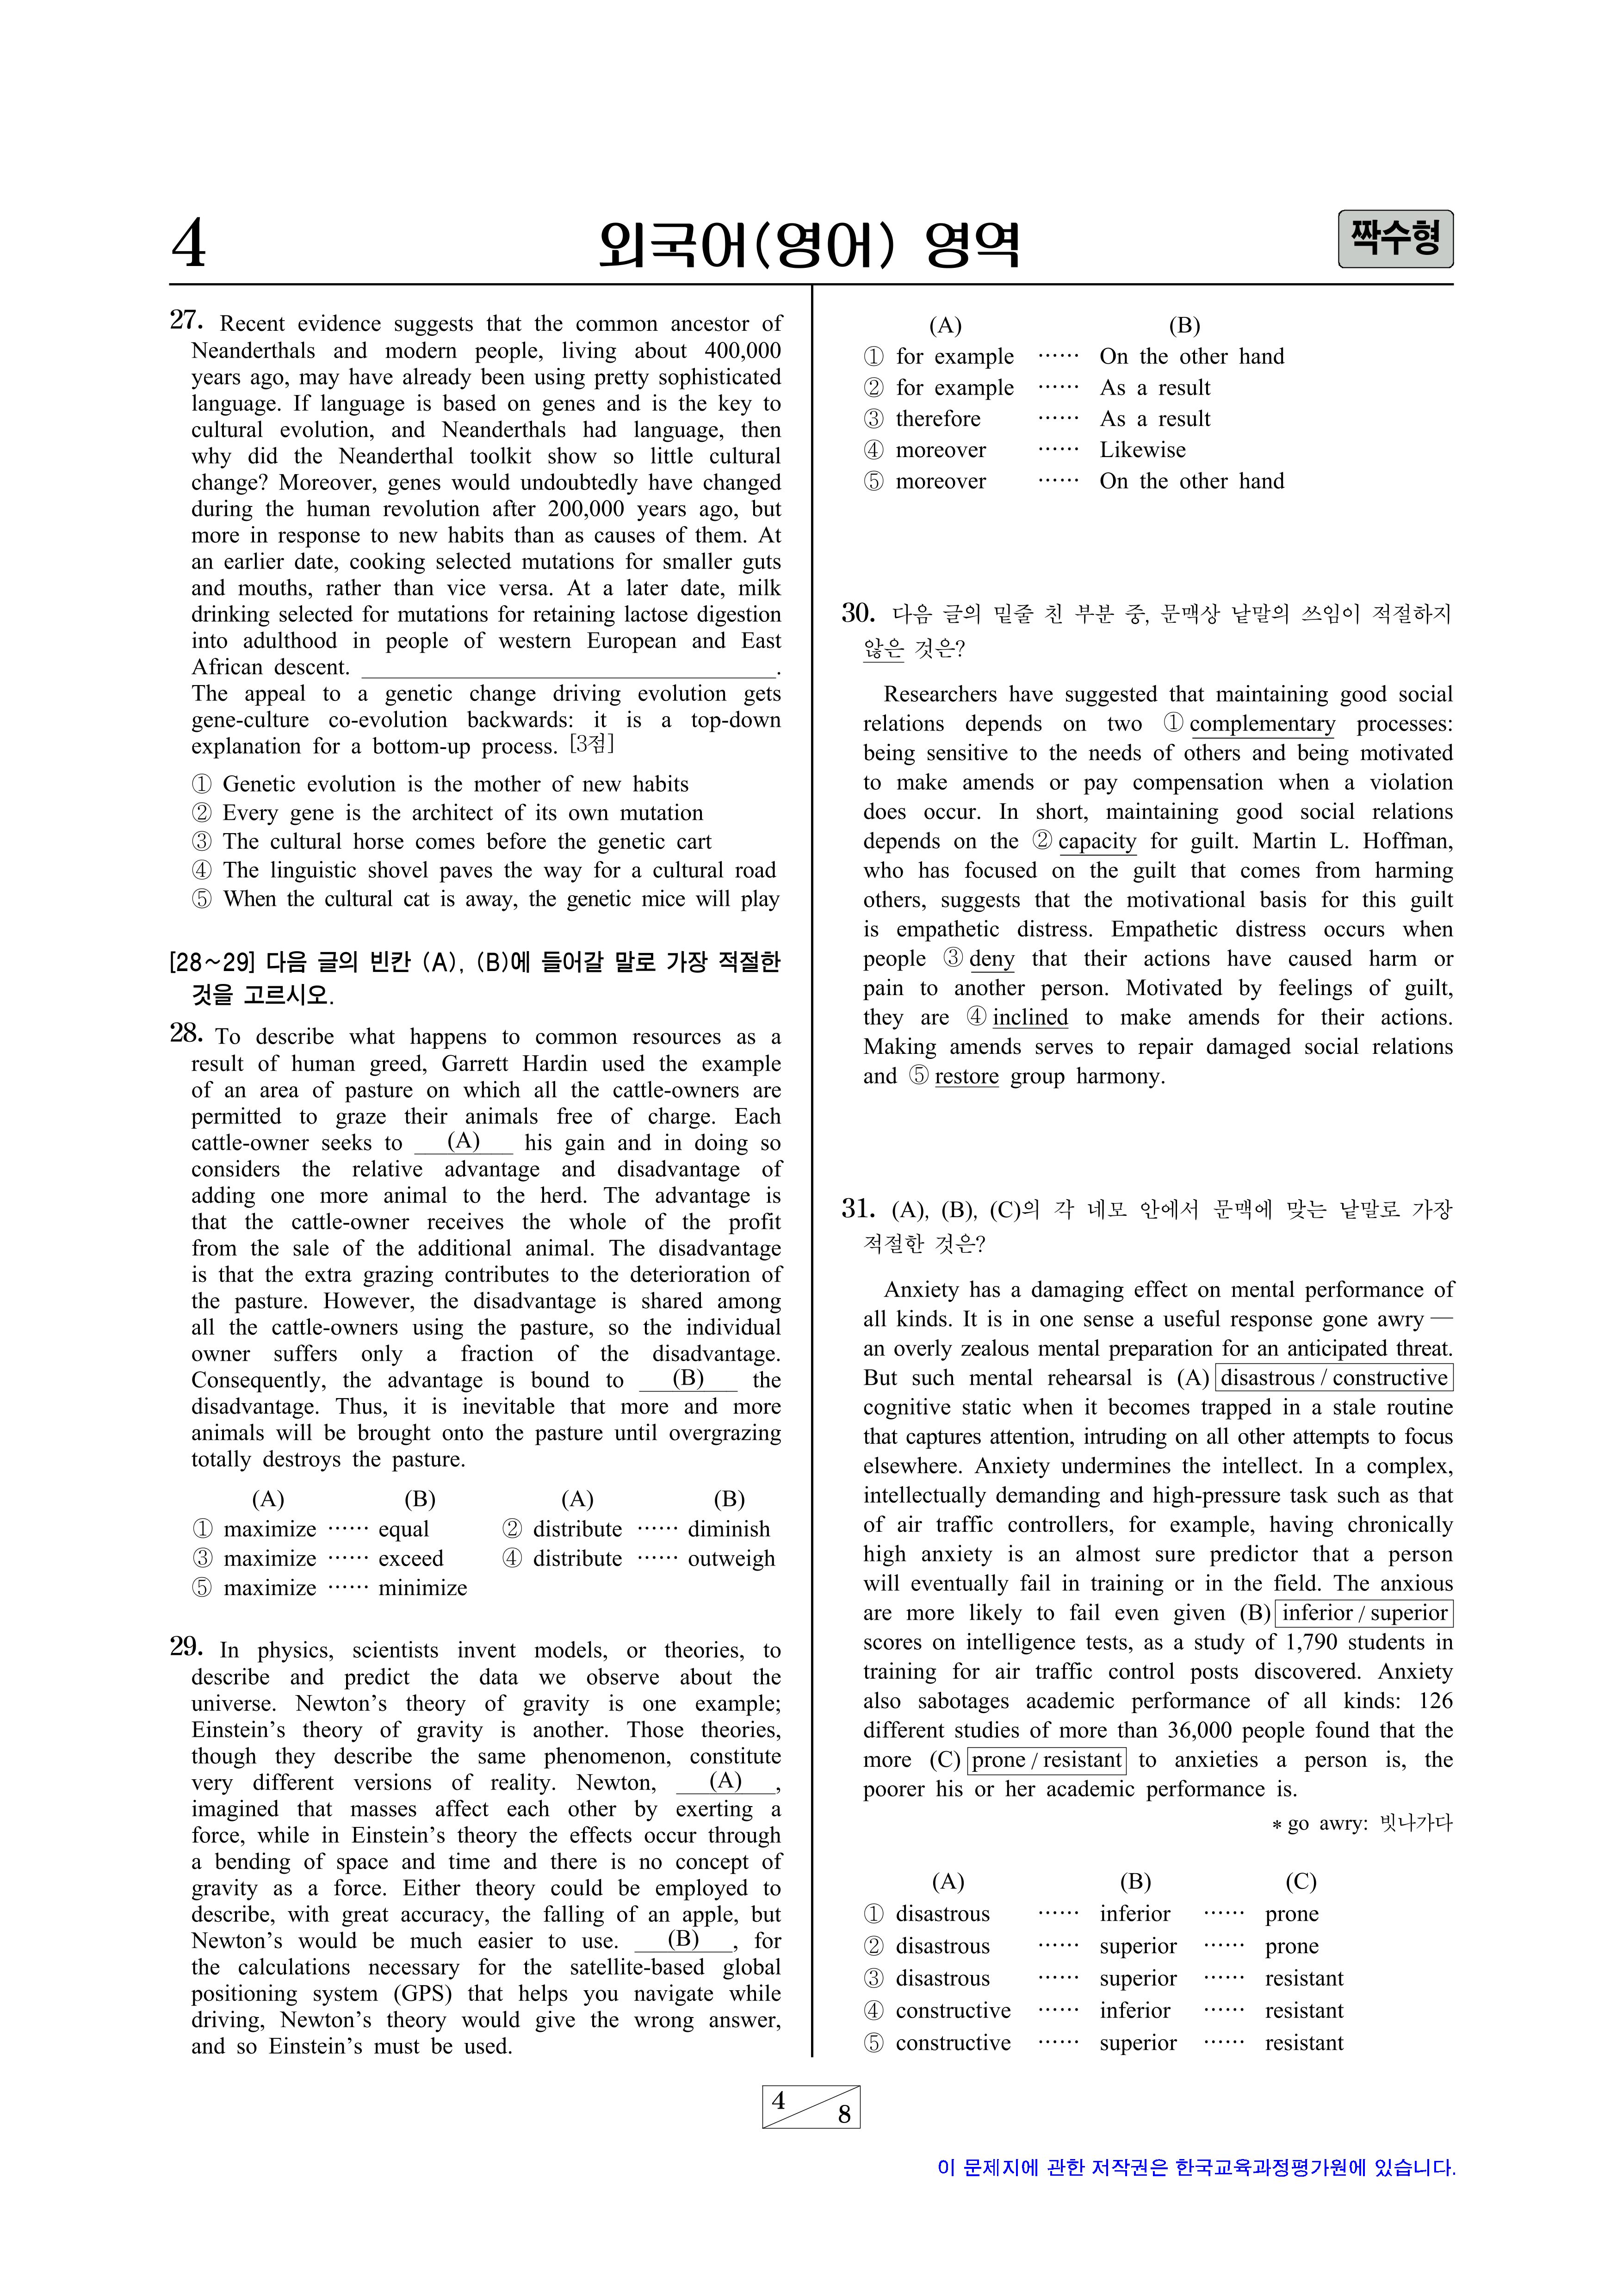 4
외국어(영어) 영역
짝수형
27. Recent evidence suggests that the common ancestor of
Neanderthals and modern people, living about 400,000
years ago, may have already been using pretty sophisticated
language. If language is based on genes and is the key to
cultural evolution, and Neanderthals had language, then
why did the Neanderthal toolkit show so little cultural
change? Moreover, genes would undoubtedly have changed
during the human revolution after 200,000 years ago, but
more in response to new habits than as causes of them. At
an earlier date, cooking selected mutations for smaller guts
and mouths, rather than vice versa. At a later date, milk
drinking selected for mutations for retaining lactose digestion
into adulthood in people of western European and East
African descent. ______________________________.
The appeal to a genetic change driving evolution gets
gene-culture co-evolution backwards: it is a top-down
explanation for a bottom-up process. [3점]
① Genetic evolution is the mother of new habits
② Every gene is the architect of its own mutation
③ The cultural horse comes before the genetic cart
④ The linguistic shovel paves the way for a cultural road
⑤ When the cultural cat is away, the genetic mice will play
[28~29] 다음 글의 빈칸 (A), (B)에 들어갈 말로 가장 적절한
것을 고르시오.
28. To describe what happens to common resources as a
result of human greed, Garrett Hardin used the example
of an area of pasture on which all the cattle-owners are
permitted to graze their animals free of charge. Each
cattle-owner seeks to ___(A)___ his gain and in doing so
considers the relative advantage and disadvantage of
adding one more animal to the herd. The advantage is
that the cattle-owner receives the whole of the profit
from the sale of the additional animal. The disadvantage
is that the extra grazing contributes to the deterioration of
the pasture. However, the disadvantage is shared among
all the cattle-owners using the pasture, so the individual
owner suffers only a fraction of the disadvantage.
Consequently, the advantage is bound to ___(B)___ the
disadvantage. Thus, it is inevitable that more and more
animals will be brought onto the pasture until overgrazing
totally destroys the pasture.
(A) (B) (A) (B)
① maximize ⋯⋯ equal ② distribute ⋯⋯ diminish
③ maximize ⋯⋯ exceed ④ distribute ⋯⋯ outweigh
⑤ maximize ⋯⋯ minimize
29. In physics, scientists invent models, or theories, to
describe and predict the data we observe about the
universe. Newton's theory of gravity is one example;
Einstein's theory of gravity is another. Those theories,
though they describe the same phenomenon, constitute
very different versions of reality. Newton, ___(A)___,
imagined that masses affect each other by exerting a
force, while in Einstein's theory the effects occur through
a bending of space and time and there is no concept of
gravity as a force. Either theory could be employed to
describe, with great accuracy, the falling of an apple, but
Newton's would be much easier to use. ___(B)___, for
the calculations necessary for the satellite-based global
positioning system (GPS) that helps you navigate while
driving, Newton's theory would give the wrong answer,
and so Einstein's must be used.
(A) (B)
① for example ⋯⋯ On the other hand
② for example ⋯⋯ As a result
③ therefore ⋯⋯ As a result
④ moreover ⋯⋯ Likewise
⑤ moreover ⋯⋯ On the other hand
30. 다음 글의 밑줄 친 부분 중, 문맥상 낱말의 쓰임이 적절하지
않은 것은?
Researchers have suggested that maintaining good social
relations depends on two ① complementary processes:
being sensitive to the needs of others and being motivated
to make amends or pay compensation when a violation
does occur. In short, maintaining good social relations
depends on the ② capacity for guilt. Martin L. Hoffman,
who has focused on the guilt that comes from harming
others, suggests that the motivational basis for this guilt
is empathetic distress. Empathetic distress occurs when
people ③ deny that their actions have caused harm or
pain to another person. Motivated by feelings of guilt,
they are ④ inclined to make amends for their actions.
Making amends serves to repair damaged social relations
and ⑤ restore group harmony.
31. (A), (B), (C)의 각 네모 안에서 문맥에 맞는 낱말로 가장
적절한 것은?
Anxiety has a damaging effect on mental performance of
all kinds. It is in one sense a useful response gone awry —
an overly zealous mental preparation for an anticipated threat.
But such mental rehearsal is (A) disastrous / constructive
cognitive static when it becomes trapped in a stale routine
that captures attention, intruding on all other attempts to focus
elsewhere. Anxiety undermines the intellect. In a complex,
intellectually demanding and high-pressure task such as that
of air traffic controllers, for example, having chronically
high anxiety is an almost sure predictor that a person
will eventually fail in training or in the field. The anxious
are more likely to fail even given (B) inferior / superior
scores on intelligence tests, as a study of 1,790 students in
training for air traffic control posts discovered. Anxiety
also sabotages academic performance of all kinds: 126
different studies of more than 36,000 people found that the
more (C) prone / resistant to anxieties a person is, the
poorer his or her academic performance is.
* go awry: 빗나가다
(A) (B) (C)
① disastrous ⋯⋯ inferior ⋯⋯ prone
② disastrous ⋯⋯ superior ⋯⋯ prone
③ disastrous ⋯⋯ superior ⋯⋯ resistant
④ constructive ⋯⋯ inferior ⋯⋯ resistant
⑤ constructive ⋯⋯ superior ⋯⋯ resistant
4
8
이 문제지에 관한 저작권은 한국교육과정평가원에 있습니다.